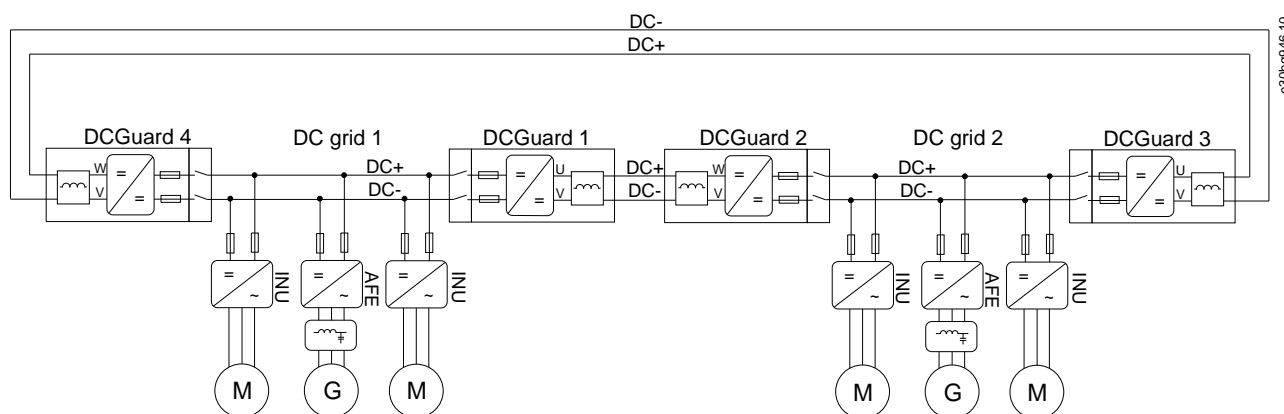 DC-
DC+
DCGuard 4
DC grid 1
DCGuard 1
DCGuard 2
DC grid 2
DCGuard 3
W
V
=
=
DC+
DC-
=
=
U
V
DC+
DC-
W
V
=
=
DC+
DC-
=
=
U
V
=
~
INU
=
~
AFE
=
~
INU
=
~
INU
=
~
AFE
=
~
INU
M
G
M
M
G
M